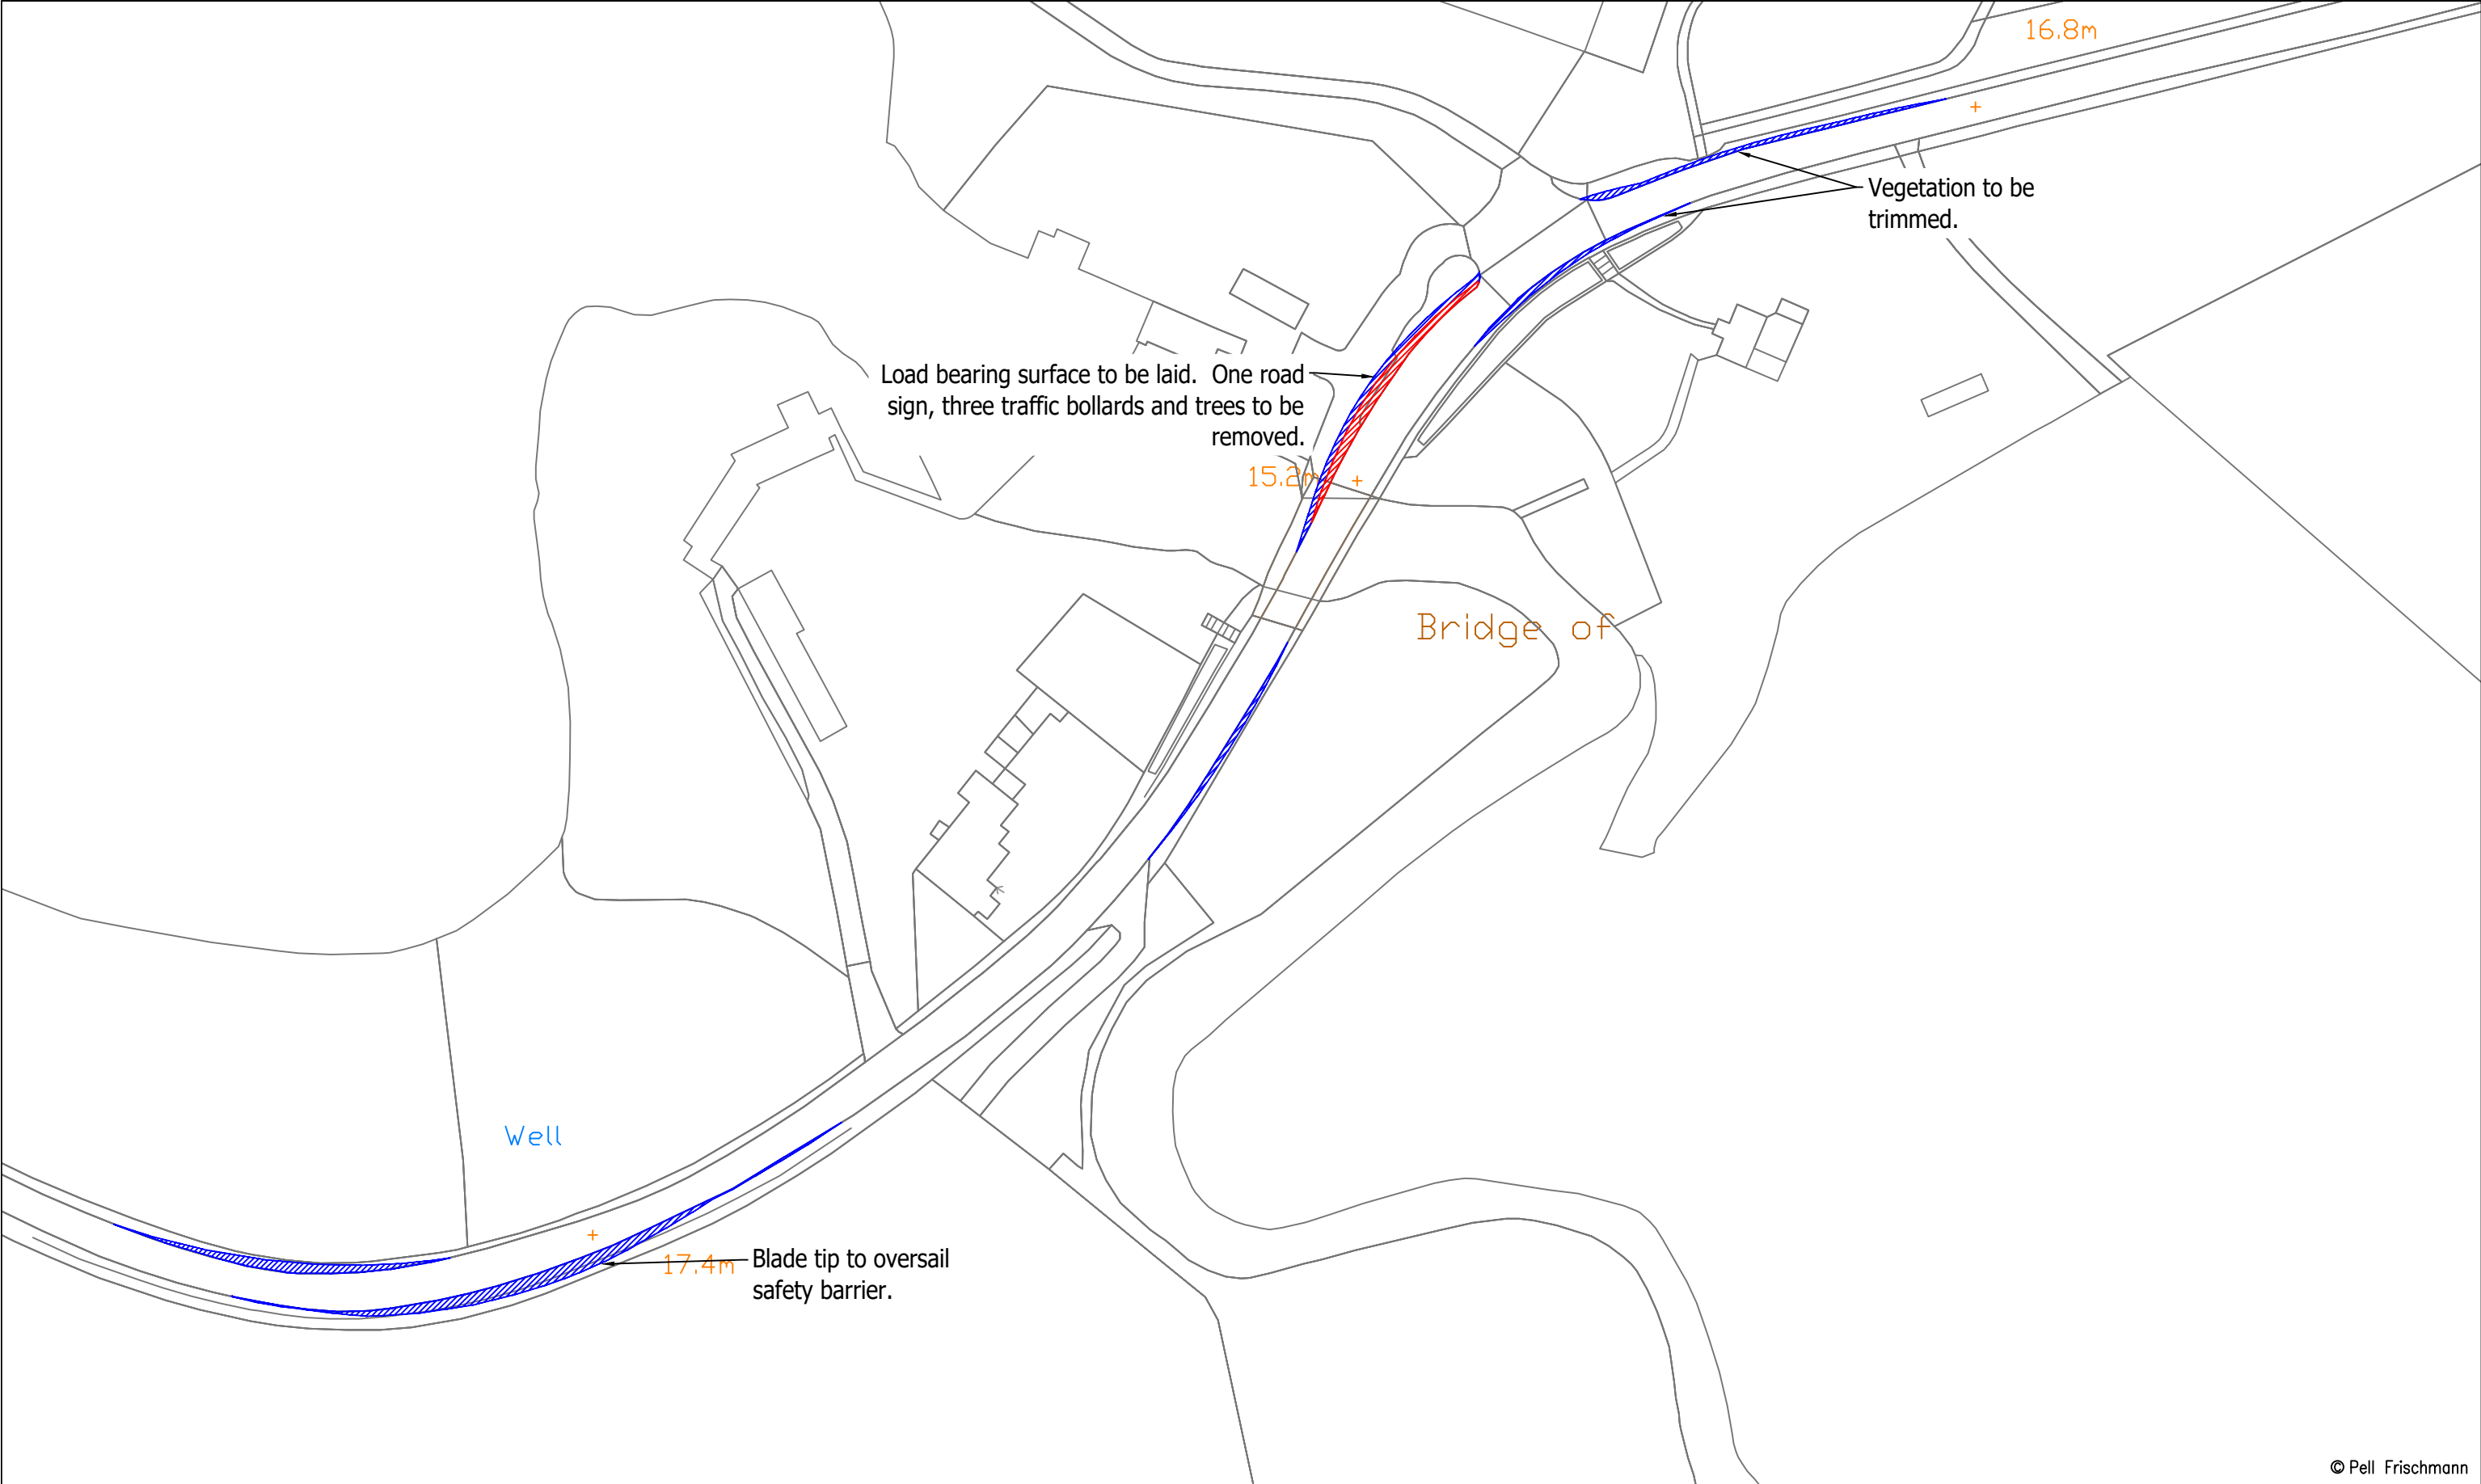 16.8m
Vegetation to be
trimmed.
Load bearing surface to be laid. One road
sign, three traffic bollards and trees to be
removed.
15.2m
Bridge of
Well
17.4m
Blade tip to oversail
safety barrier.
© Pell Frischmann